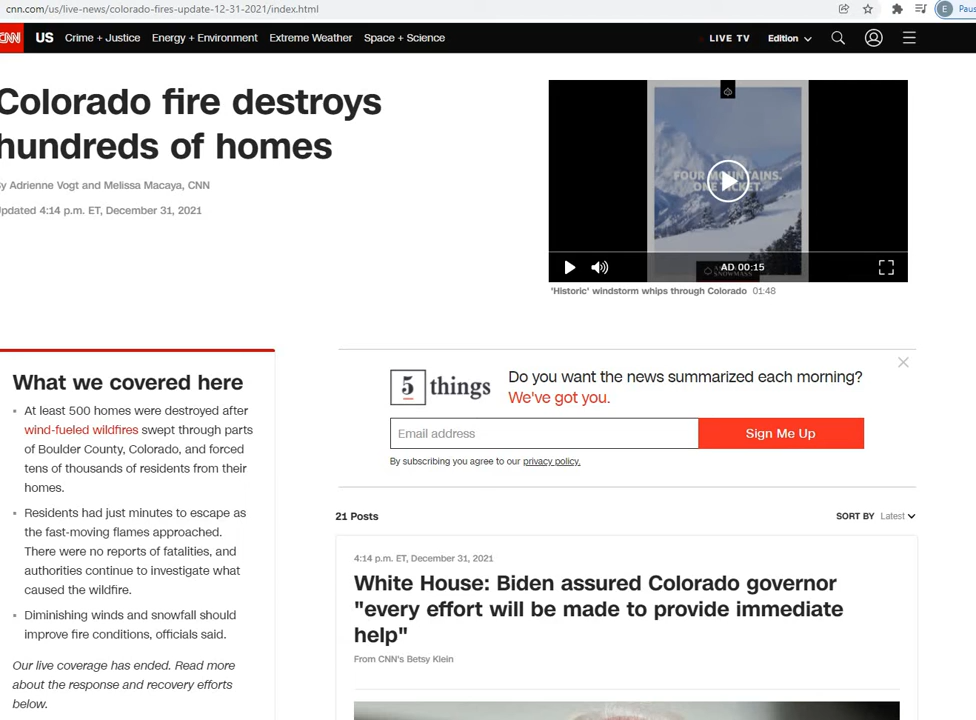 cnn.com/us/live-news/colorado-fires-update-12-31-2021/index.html
E
Paus
CNN US Crime + Justice Energy + Environment Extreme Weather Space + Science LIVE TV Edition
Colorado fire destroys
hundreds of homes
By Adrienne Vogt and Melissa Macaya, CNN
Updated 4:14 p.m. ET, December 31, 2021
FOUR MOUNTAINS.
ONE TICKET.
AD 00:15
SNOWMASS
'Historic' windstorm whips through Colorado 01:48
What we covered here
• At least 500 homes were destroyed after
wind-fueled wildfires swept through parts
of Boulder County, Colorado, and forced
tens of thousands of residents from their
homes.
• Residents had just minutes to escape as
the fast-moving flames approached.
There were no reports of fatalities, and
authorities continue to investigate what
caused the wildfire.
• Diminishing winds and snowfall should
improve fire conditions, officials said.
Our live coverage has ended. Read more
about the response and recovery efforts
below.
5 things
Do you want the news summarized each morning?
We've got you.
Email address
Sign Me Up
By subscribing you agree to our privacy policy.
21 Posts
SORT BY Latest
4:14 p.m. ET, December 31, 2021
White House: Biden assured Colorado governor
"every effort will be made to provide immediate
help"
From CNN's Betsy Klein